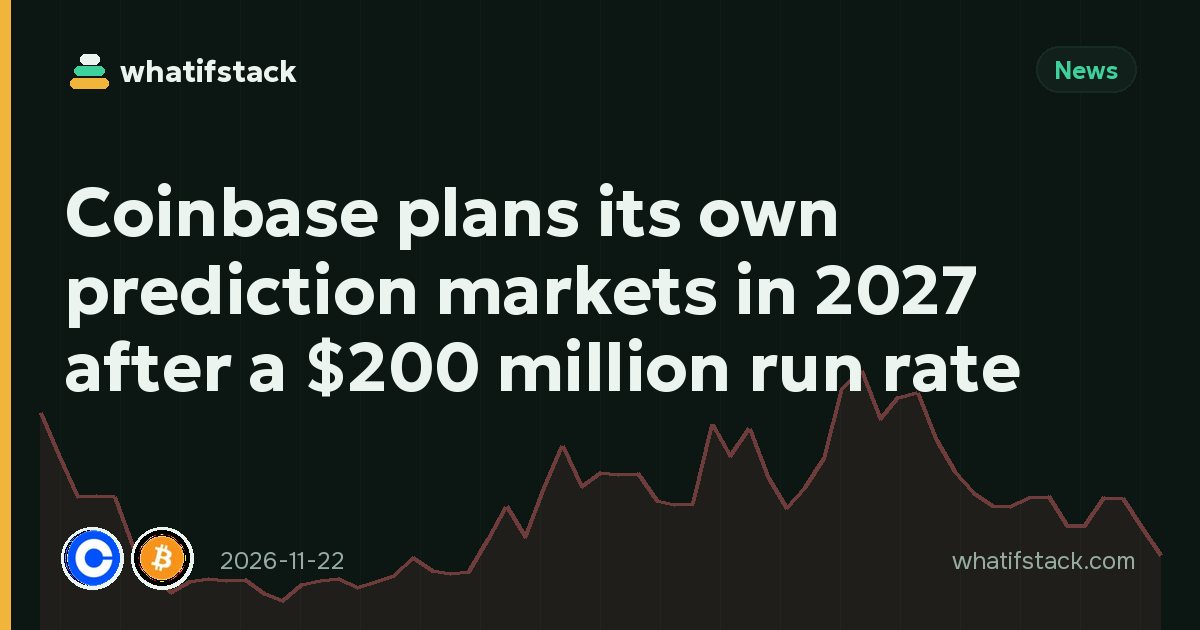 whatifstack
News
Coinbase plans its own
prediction markets in 2027
after a $200 million run rate
2026-11-22
whatifstack.com